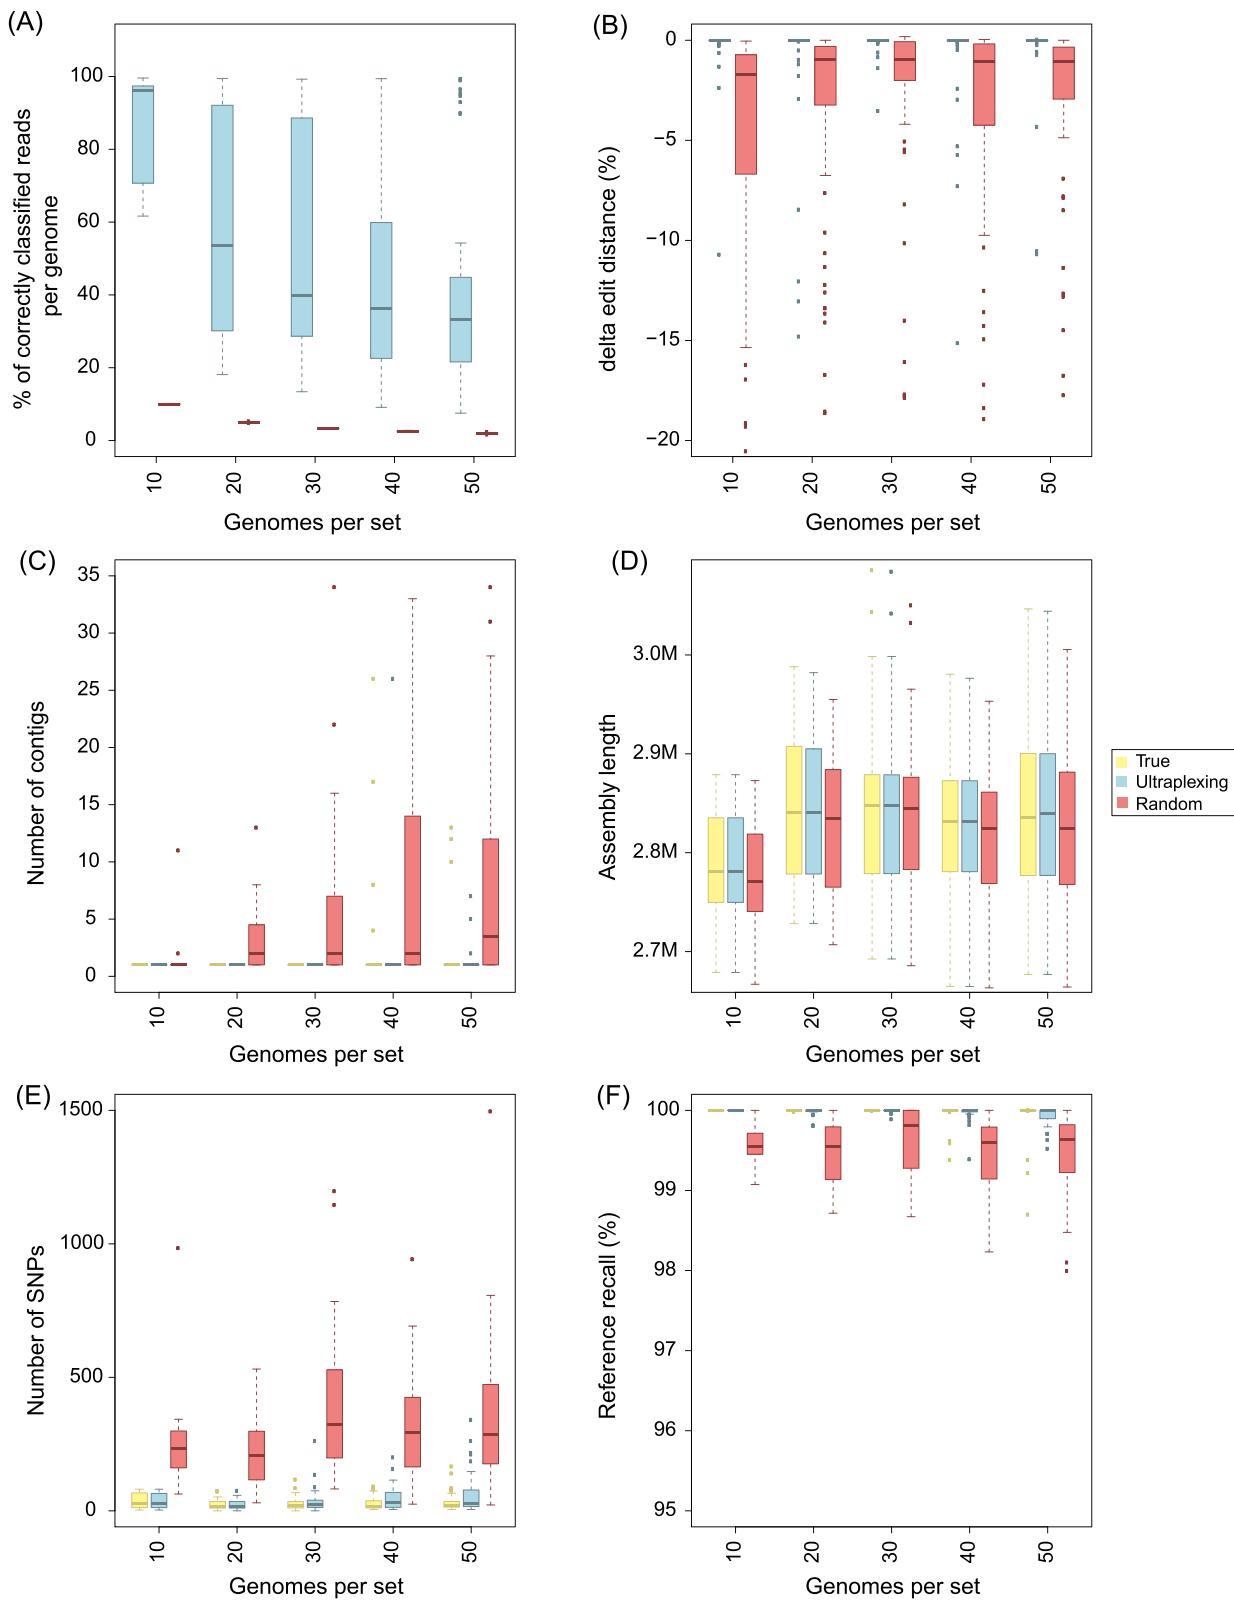 (A)
% of correctly classified reads
per genome
100
80
60
40
20
0
10
20
30
40
50
Genomes per set
(B)
delta edit distance (%)
0
−5
−10
−15
−20
10
20
30
40
50
Genomes per set
(C)
Number of contigs
35
30
25
20
15
10
5
0
10
20
30
40
50
Genomes per set
(D)
Assembly length
3.0M
2.9M
2.8M
2.7M
10
20
30
40
50
Genomes per set
True
Ultraplexing
Random
(E)
Number of SNPs
1500
1000
500
0
10
20
30
40
50
Genomes per set
(F)
Reference recall (%)
100
99
98
97
96
95
10
20
30
40
50
Genomes per set